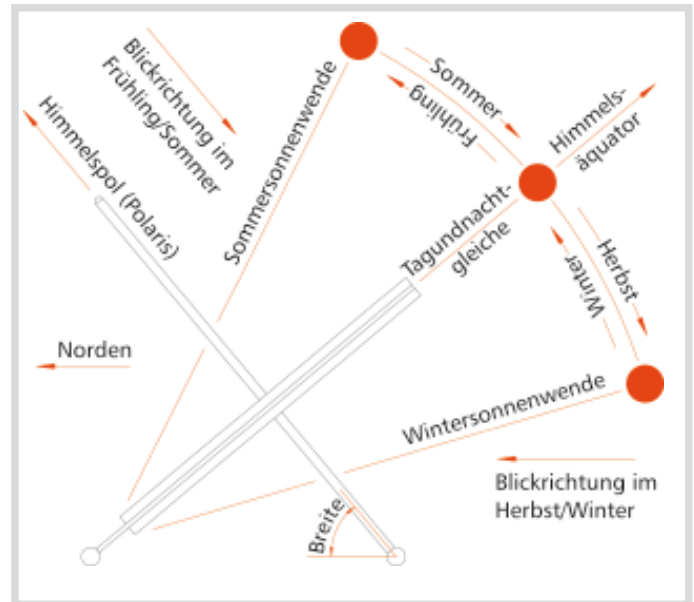 Blickrichtung im
Frühling/Sommer
Himmelspol (Polaris)
Sommersonnenwende
Sommer
Frühling
Himmels-
äquator
Tagundnacht-
gleiche
Herbst
Winter
Norden
Wintersonnenwende
Breite
Blickrichtung im
Herbst/Winter